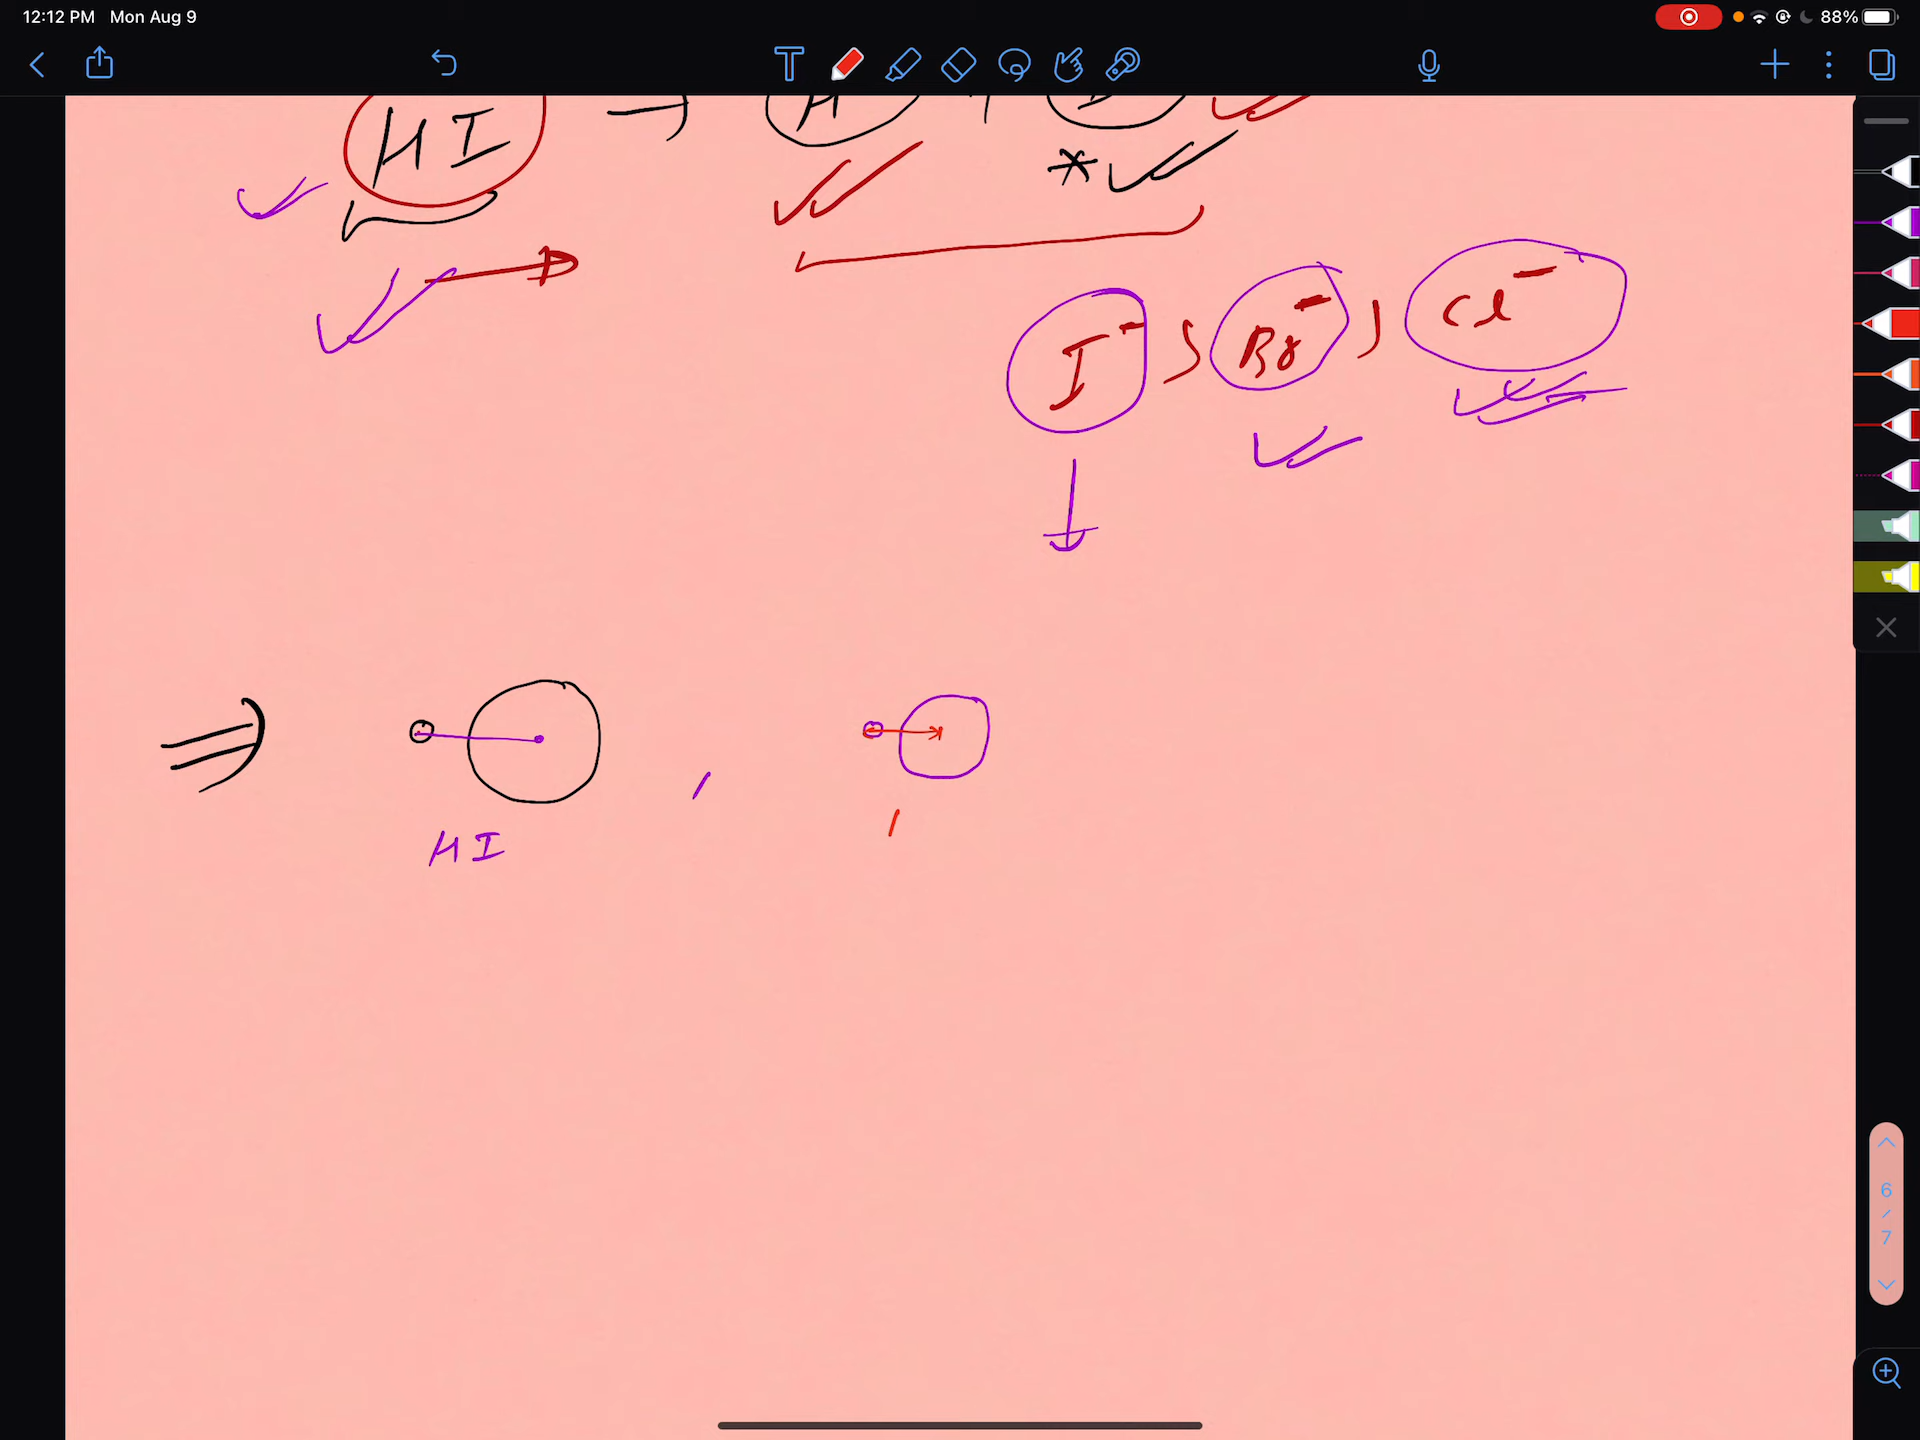 12:12 PM Mon Aug 9
88%
T
HI →
I⁻ > Br⁻ > Cl⁻
HI ,
6
/
7